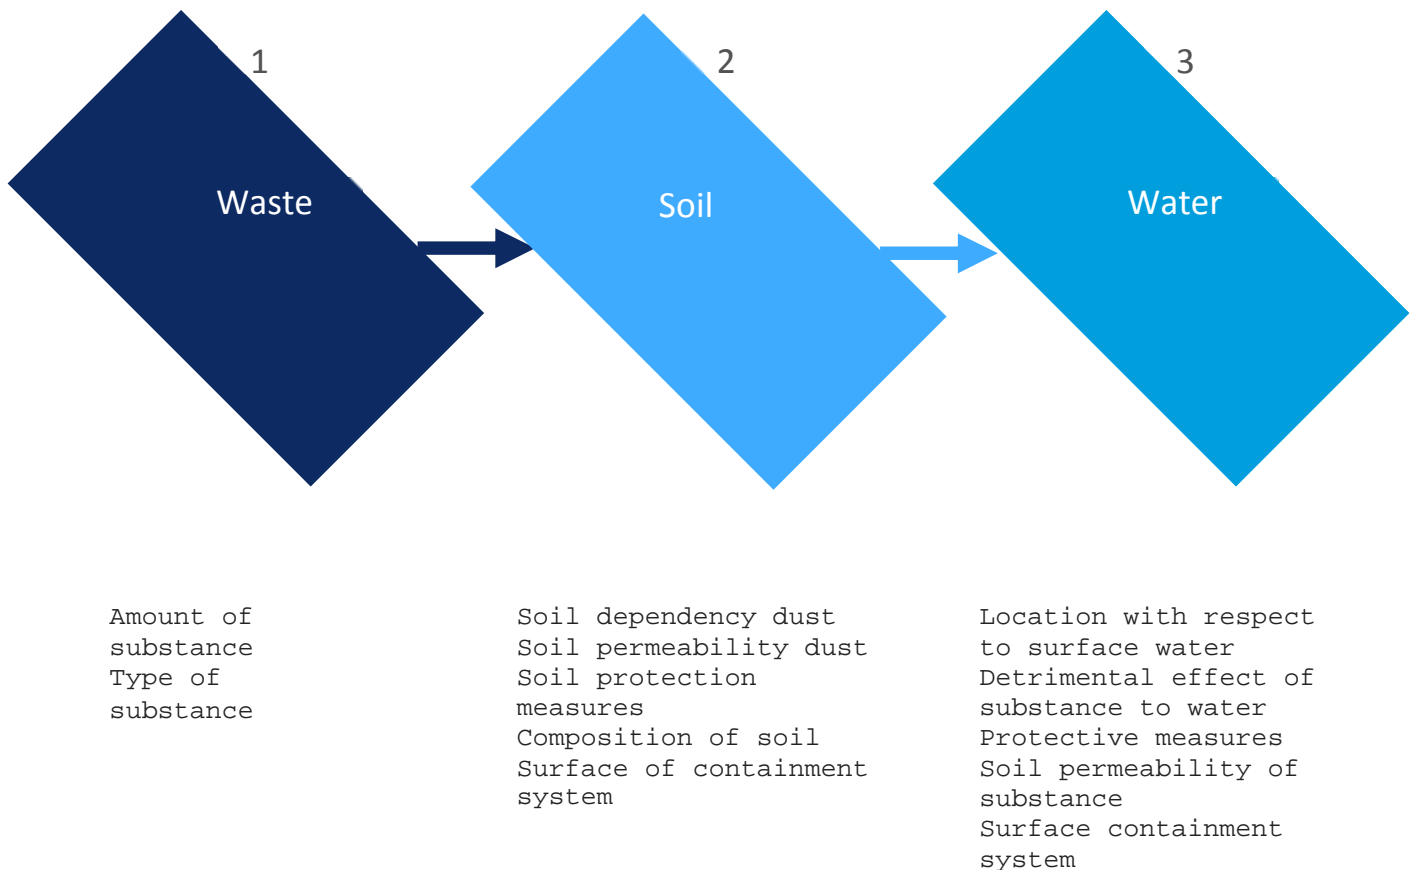 1
Waste
2
Soil
3
Water
Amount of
substance
Type of
substance
Soil dependency dust
Soil permeability dust
Soil protection
measures
Composition of soil
Surface of containment
system
Location with respect
to surface water
Detrimental effect of
substance to water
Protective measures
Soil permeability of
substance
Surface containment
system